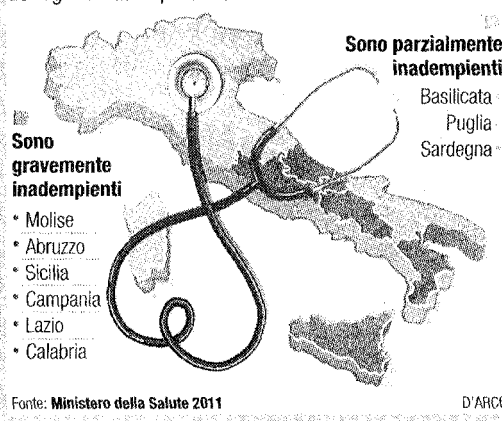 Sono parzialmente
inadempienti
Basilicata
Puglia
Sardegna
Sono
gravemente
inadempienti
• Molise
• Abruzzo
• Sicilia
• Campania
• Lazio
• Calabria
Fonte: Ministero della Salute 2011
D'ARCO